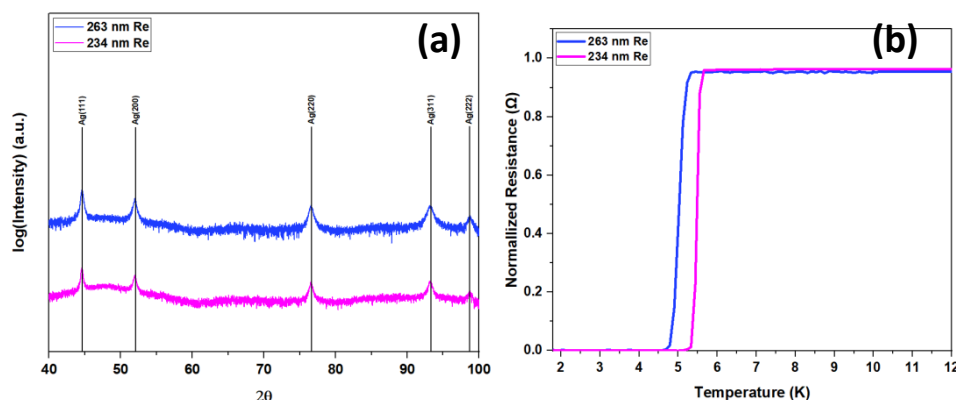 263 nm Re
234 nm Re
(a)
Ag(111)
Ag(200)
Ag(220)
Ag(311)
Ag(222)
log(Intensity) (a.u.)
40 50 60 70 80 90 100
2θ
263 nm Re
234 nm Re
(b)
Normalized Resistance (Ω)
1.0
0.8
0.6
0.4
0.2
0.0
2 3 4 5 6 7 8 9 10 11 12
Temperature (K)